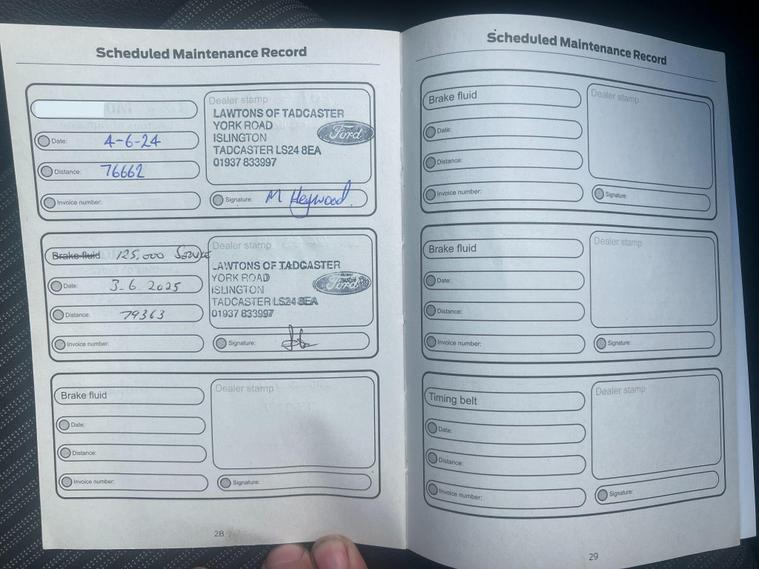 Scheduled Maintenance Record
Date: 4-6-24
Distance: 76662
Invoice number:
Dealer stamp
LAWTONS OF TADCASTER
YORK ROAD
ISLINGTON
TADCASTER LS24 8EA
01937 833997
Ford
Signature: M Heywood.
Brake fluid 125,000 Service
Date: 3.6.2025
Distance: 79363
Invoice number:
Dealer stamp
LAWTONS OF TADCASTER
YORK ROAD
ISLINGTON
TADCASTER LS24 8EA
01937 833997
Ford
Signature:
Brake fluid
Date:
Distance:
Invoice number:
Dealer stamp
Signature:
28
Scheduled Maintenance Record
Brake fluid
Date:
Distance:
Invoice number:
Dealer stamp
Signature:
Brake fluid
Date:
Distance:
Invoice number:
Dealer stamp
Signature:
Timing belt
Date:
Distance:
Invoice number:
Dealer stamp
Signature:
29